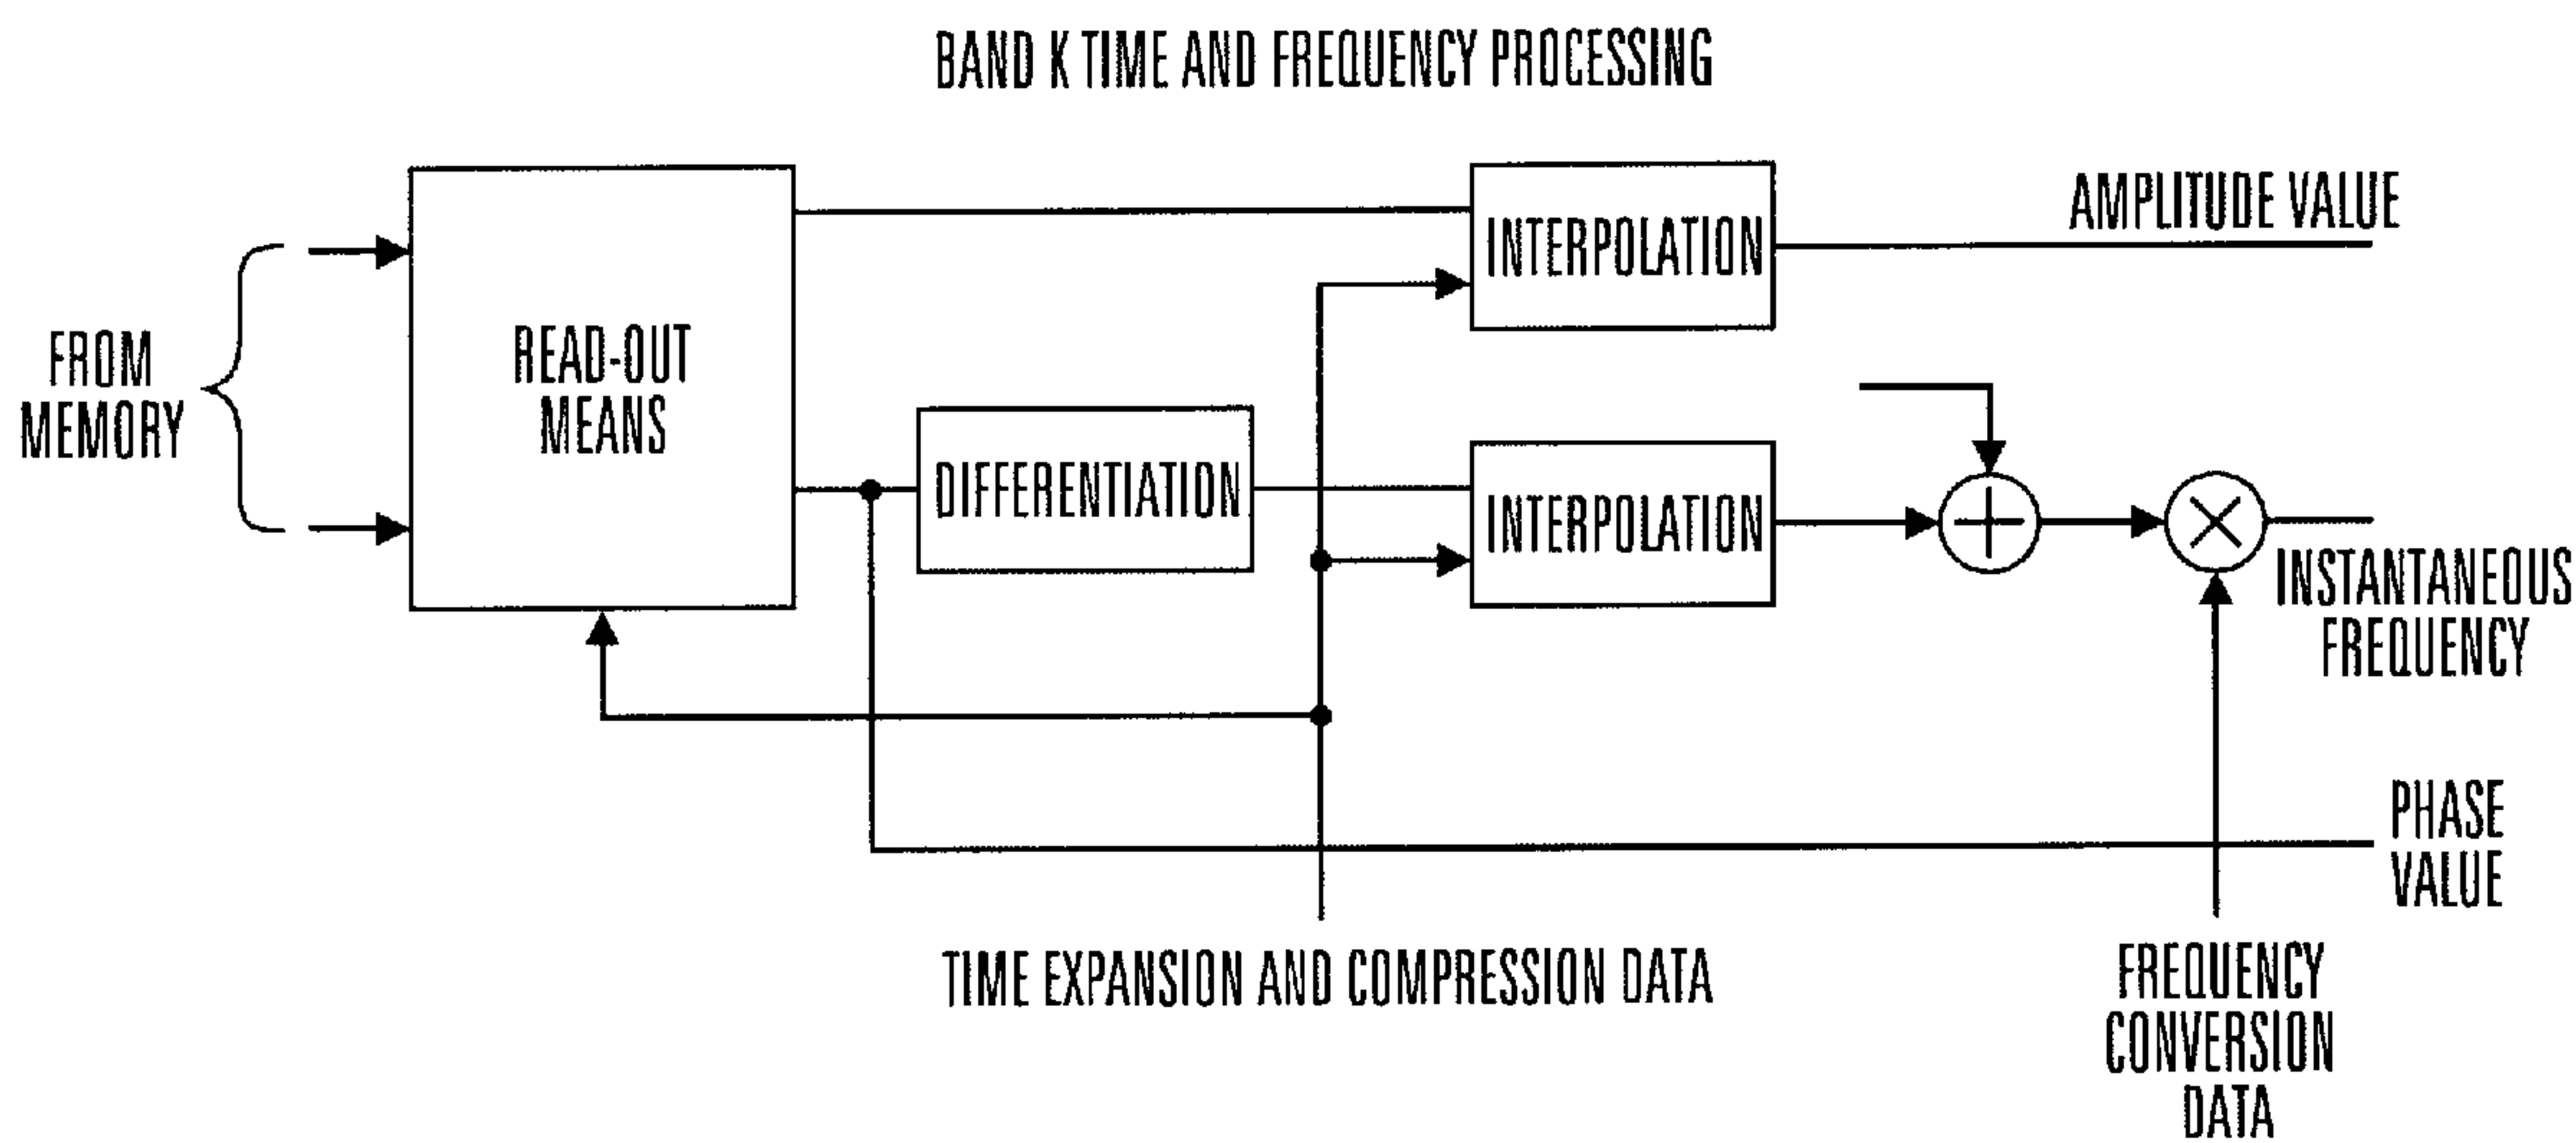 BAND K TIME AND FREQUENCY PROCESSING
FROM
MEMORY
READ-OUT
MEANS
DIFFERENTIATION
INTERPOLATION
INTERPOLATION
AMPLITUDE VALUE
INSTANTANEOUS
FREQUENCY
PHASE
VALUE
TIME EXPANSION AND COMPRESSION DATA
FREQUENCY
CONVERSION
DATA